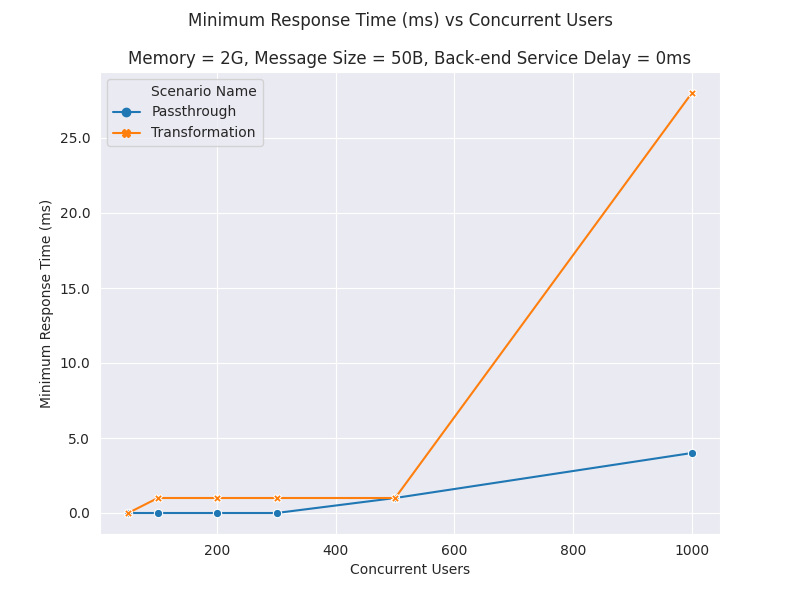 Minimum Response Time (ms) vs Concurrent Users
Memory = 2G, Message Size = 50B, Back-end Service Delay = 0ms
Scenario Name
Passthrough
Transformation
Minimum Response Time (ms)
25.0
20.0
15.0
10.0
5.0
0.0
200
400
600
800
1000
Concurrent Users